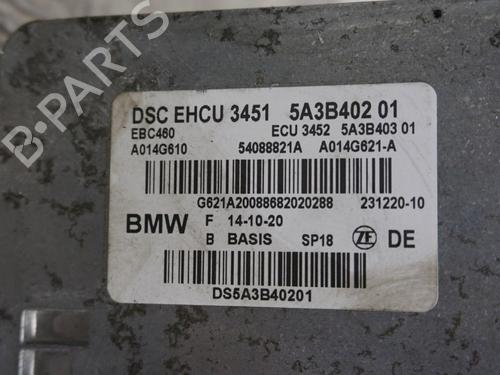 DSC EHCU 3451 5A3B402 01
EBC460 ECU 3452 5A3B403 01
A014G610 54088821A A014G621-A
G621A20088682020288 231220-10
BMW F 14-10-20
B BASIS SP18 ZF DE
DS5A3B40201